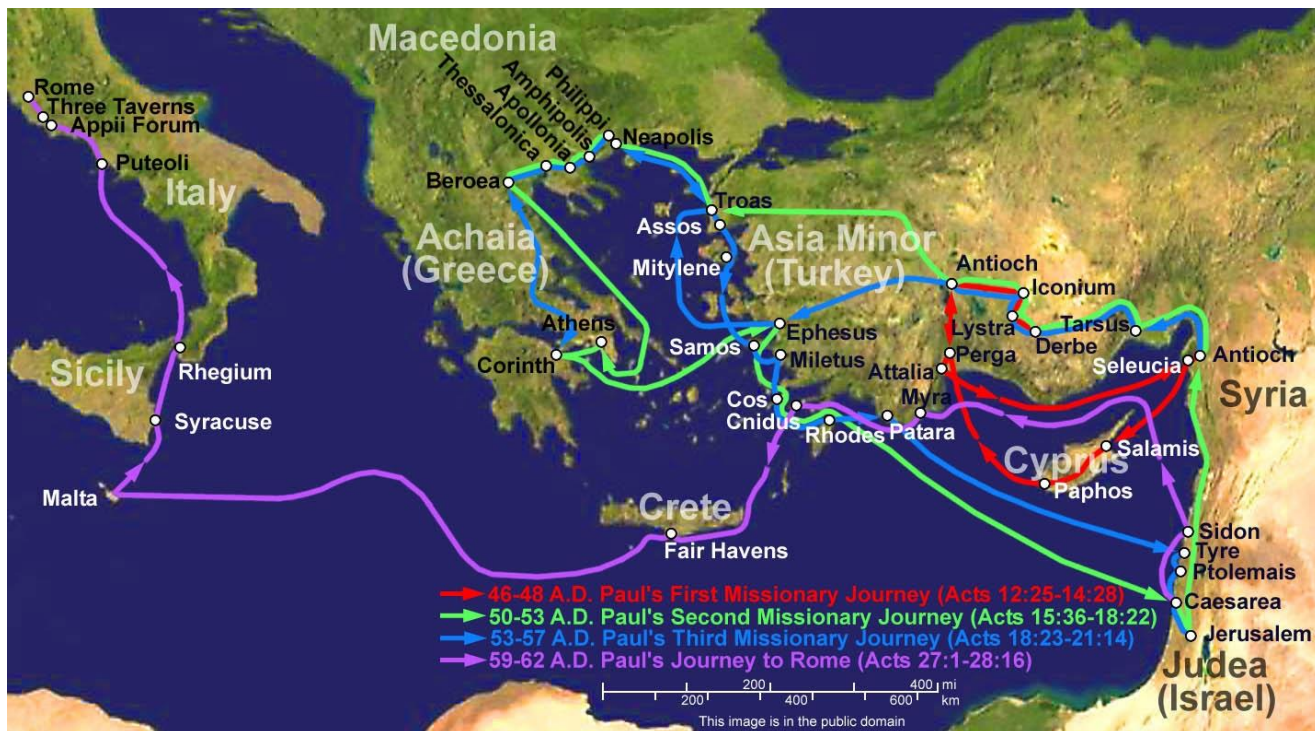 Macedonia
Rome
Three Taverns
Appii Forum
Puteoli
Italy
Philippi
Amphipolis
Apollonia
Thessalonica
Neapolis
Beroea
Troas
Assos
Mitylene
Achaia
(Greece)
Asia Minor
(Turkey)
Antioch
Iconium
Lystra
Derbe
Tarsus
Athens
Corinth
Ephesus
Samos
Miletus
Perga
Attalia
Myra
Seleucia
Antioch
Syria
Sicily
Rhegium
Syracuse
Cos
Cnidus
Rhodes
Patara
Salamis
Cyprus
Paphos
Malta
Crete
Fair Havens
Sidon
Tyre
Ptolemais
Caesarea
Jerusalem
Judea
(Israel)
46-48 A.D. Paul's First Missionary Journey (Acts 12:25-14:28)
50-53 A.D. Paul's Second Missionary Journey (Acts 15:36-18:22)
53-57 A.D. Paul's Third Missionary Journey (Acts 18:23-21:14)
59-62 A.D. Paul's Journey to Rome (Acts 27:1-28:16)
200 400 mi
200 400 600 km
This image is in the public domain